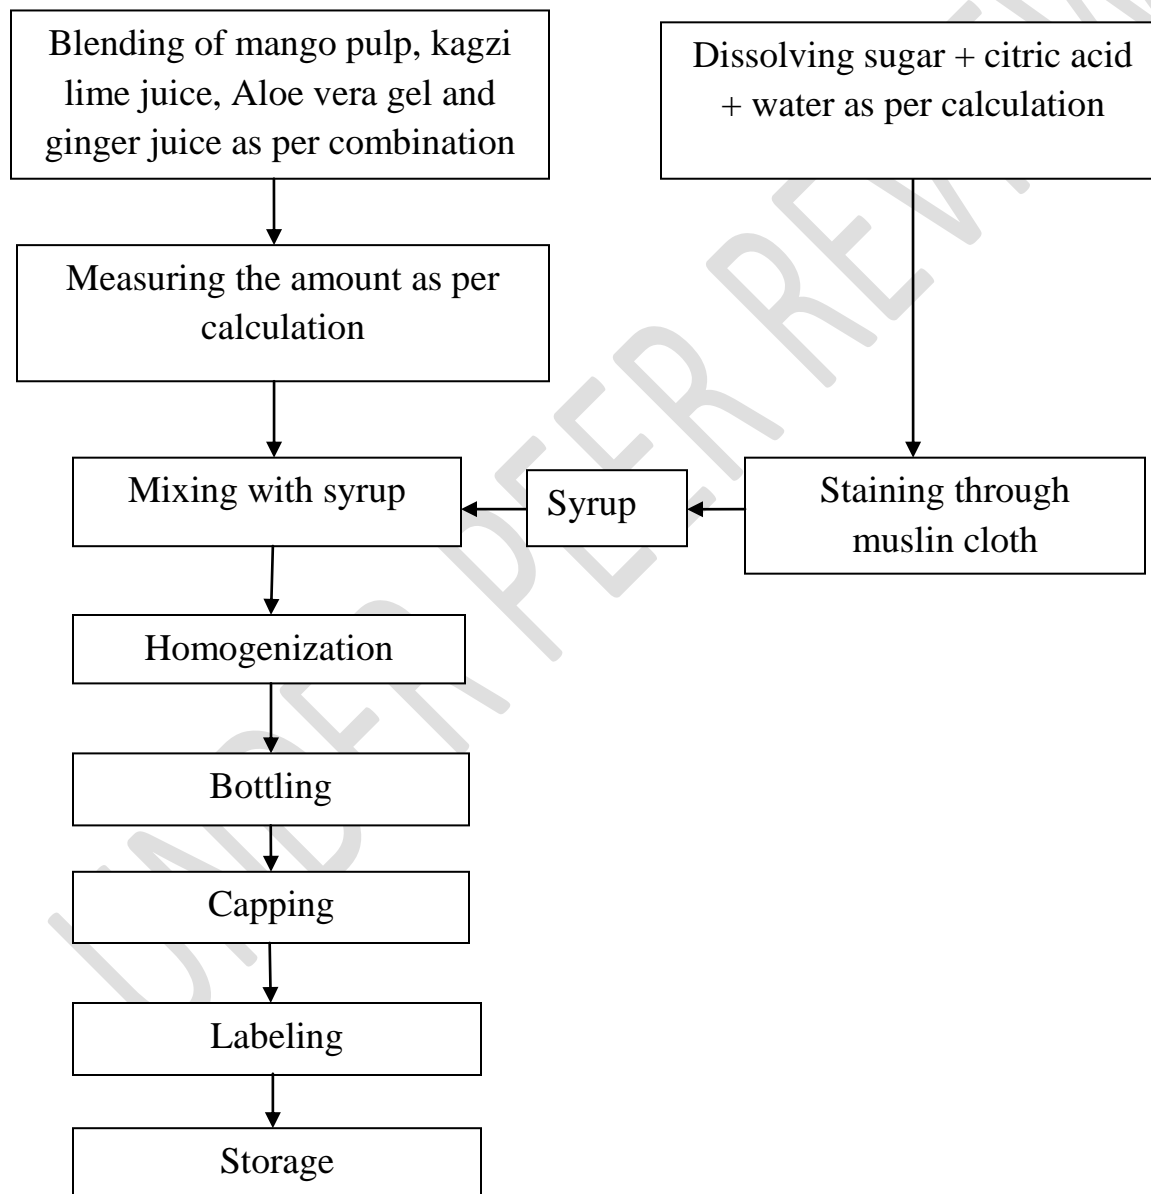 Blending of mango pulp, kagzi
lime juice, Aloe vera gel and
ginger juice as per combination
Dissolving sugar + citric acid
+ water as per calculation
Measuring the amount as per
calculation
Mixing with syrup
Syrup
Staining through
muslin cloth
Homogenization
Bottling
Capping
Labeling
Storage
UNDER PEER REVIEW